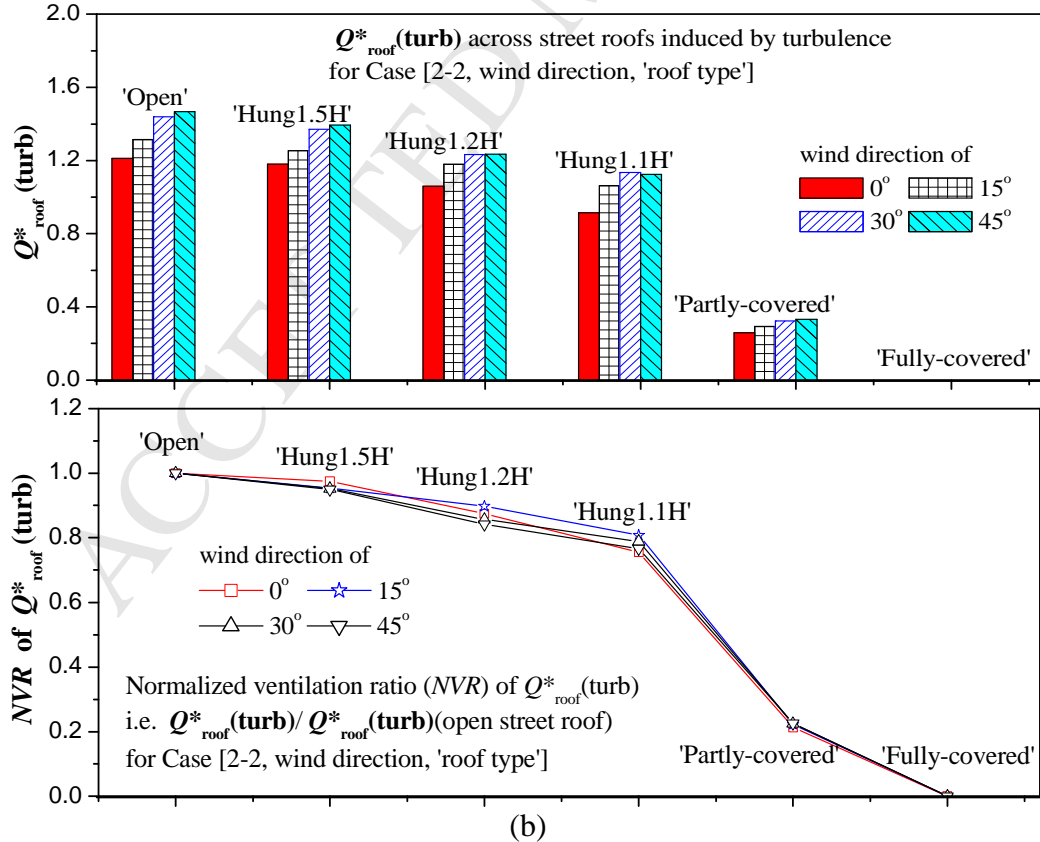 2.0
1.6
1.2
0.8
0.4
0.0
Q*roof(turb)
Q*roof(turb) across street roofs induced by turbulence
for Case [2-2, wind direction, 'roof type']
'Open'
'Hung1.5H'
'Hung1.2H'
'Hung1.1H'
'Partly-covered'
'Fully-covered'
wind direction of
0° 15°
30° 45°
1.2
1.0
0.8
0.6
0.4
0.2
0.0
NVR of Q*roof(turb)
'Open'
'Hung1.5H'
'Hung1.2H'
'Hung1.1H'
wind direction of
0° 15°
30° 45°
Normalized ventilation ratio (NVR) of Q*roof(turb)
i.e. Q*roof(turb)/ Q*roof(turb)(open street roof)
for Case [2-2, wind direction, 'roof type']
'Partly-covered' 'Fully-covered'
(b)